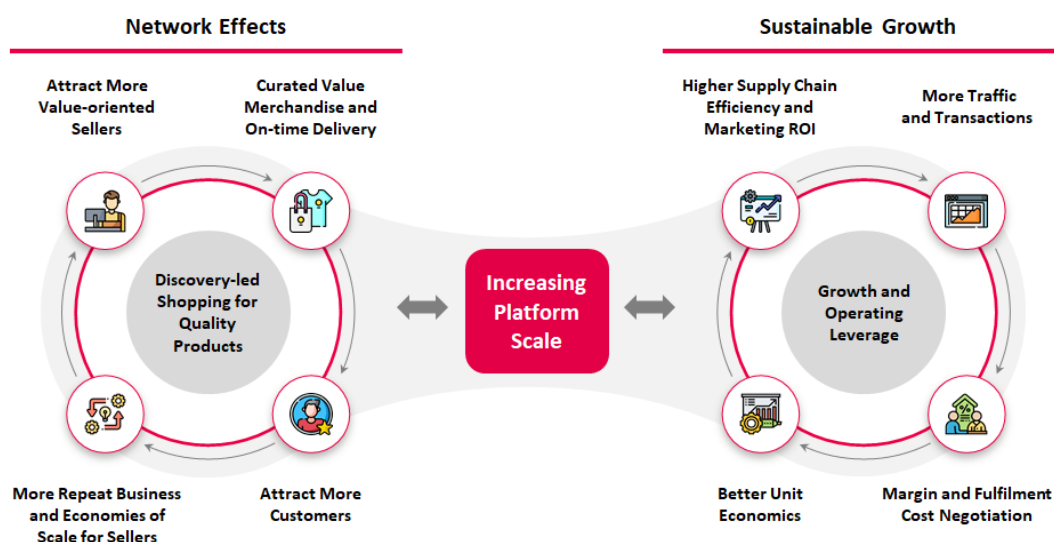 Network Effects
Sustainable Growth
Attract More
Value-oriented
Sellers
Curated Value
Merchandise and
On-time Delivery
Higher Supply Chain
Efficiency and
Marketing ROI
More Traffic
and Transactions
Discovery-led
Shopping for
Quality
Products
Increasing
Platform
Scale
Growth and
Operating
Leverage
More Repeat Business
and Economies of
Scale for Sellers
Attract More
Customers
Better Unit
Economics
Margin and Fulfilment
Cost Negotiation